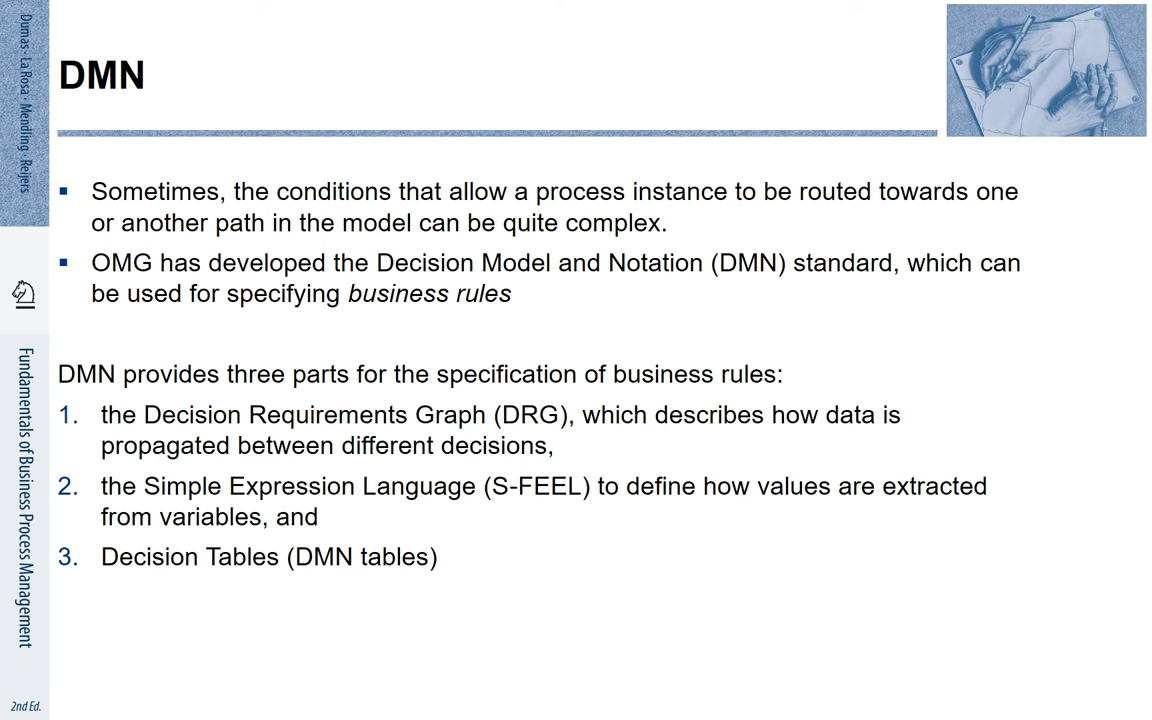 Dumas · La Rosa · Mendling · Reijers
DMN
Sometimes, the conditions that allow a process instance to be routed towards one
or another path in the model can be quite complex.
OMG has developed the Decision Model and Notation (DMN) standard, which can
be used for specifying business rules
DMN provides three parts for the specification of business rules:
1. the Decision Requirements Graph (DRG), which describes how data is
propagated between different decisions,
2. the Simple Expression Language (S-FEEL) to define how values are extracted
from variables, and
3. Decision Tables (DMN tables)
Fundamentals of Business Process Management
2nd Ed.